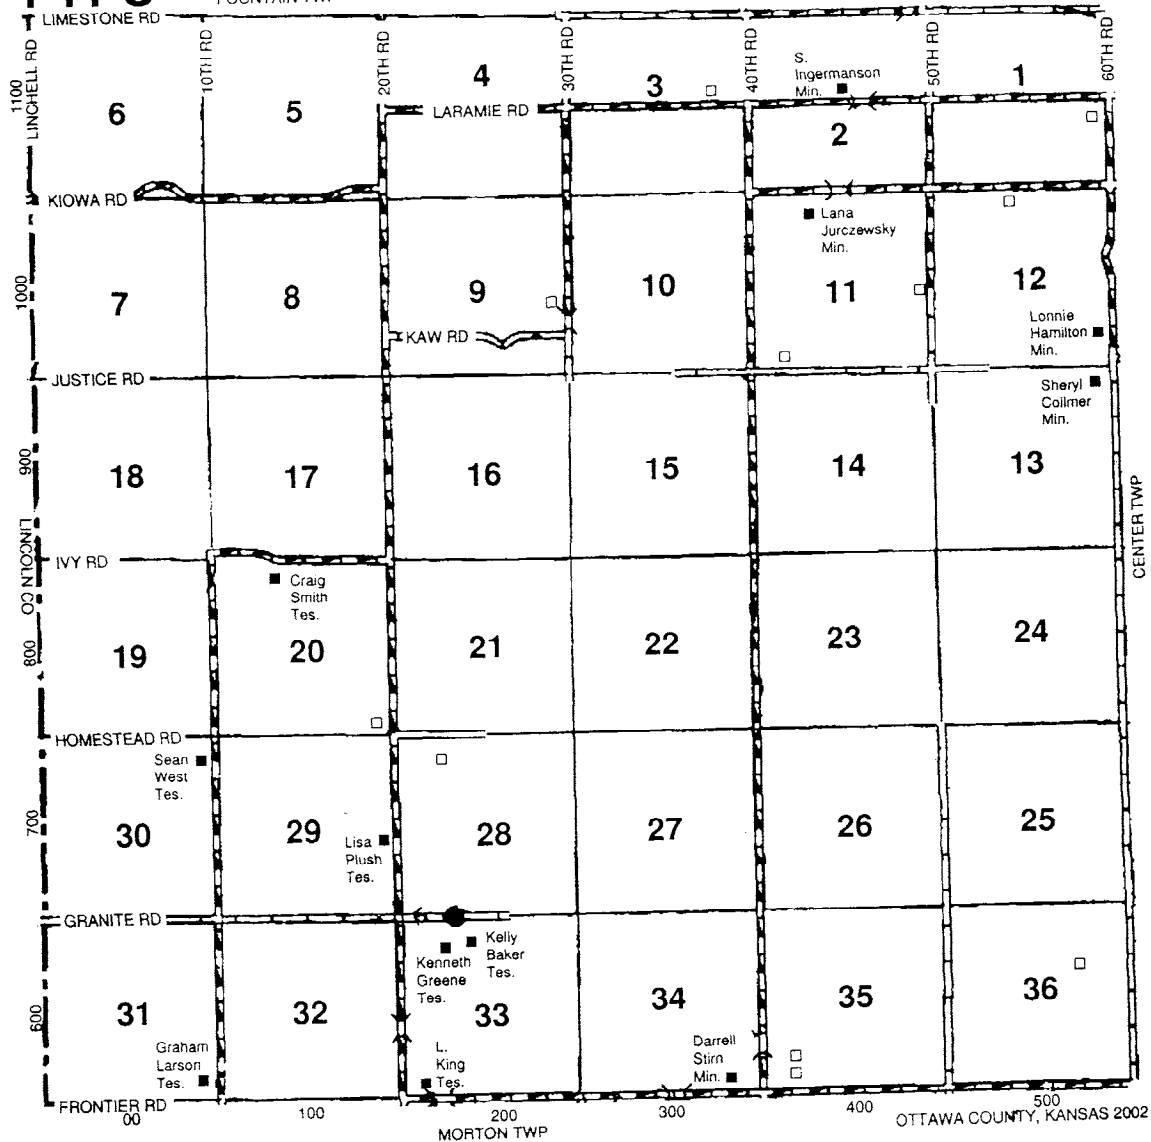 LIMESTONE RD
LINCHELL RD
10TH RD
20TH RD
30TH RD
40TH RD
50TH RD
60TH RD
1100
6
5
4
3
S.
Ingermanson
Min.
2
1
LARAMIE RD
KIOWA RD
Lana
Jurczewsky
Min.
1000
7
8
9
10
11
12
Lonnie
Hamilton
Min.
KAW RD
JUSTICE RD
Sheryl
Collmer
Min.
900
18
17
16
15
14
13
CENTER TWP
LINCOLN CO
IVY RD
Craig
Smith
Tes.
800
19
20
21
22
23
24
HOMESTEAD RD
Sean
West
Tes.
700
30
29
Lisa
Plush
Tes.
28
27
26
25
GRANITE RD
Kelly
Baker
Tes.
Kenneth
Greene
Tes.
600
31
32
33
34
35
36
Graham
Larson
Tes.
L.
King
Tes.
Darrell
Stirn
Min.
FRONTIER RD
00
100
200
300
400
500
MORTON TWP
OTTAWA COUNTY, KANSAS 2002